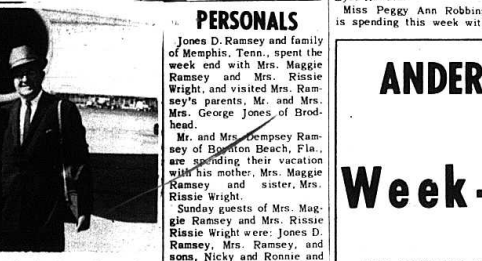 PERSONALS
Jones D. Ramsey and family
of Memphis, Tenn., spent the
week end with Mrs. Maggie
Ramsey and Mrs. Rissie
Wright, and visited Mrs. Ram-
sey's parents, Mr. and Mrs.
Mrs. George Jones of Brod-
head.
Mr. and Mrs. Dempsey Ram-
sey of Boynton Beach, Fla.,
are spending their vacation
with his mother, Mrs. Maggie
Ramsey and sister, Mrs.
Rissie Wright.
Sunday guests of Mrs. Mag-
gie Ramsey and Mrs. Rissie
Rissie Wright were: Jones D.
Ramsey, Mrs. Ramsey, and
sons, Nicky and Ronnie and
Miss Peggy Ann Robbin
is spending this week wit
ANDER
Week-